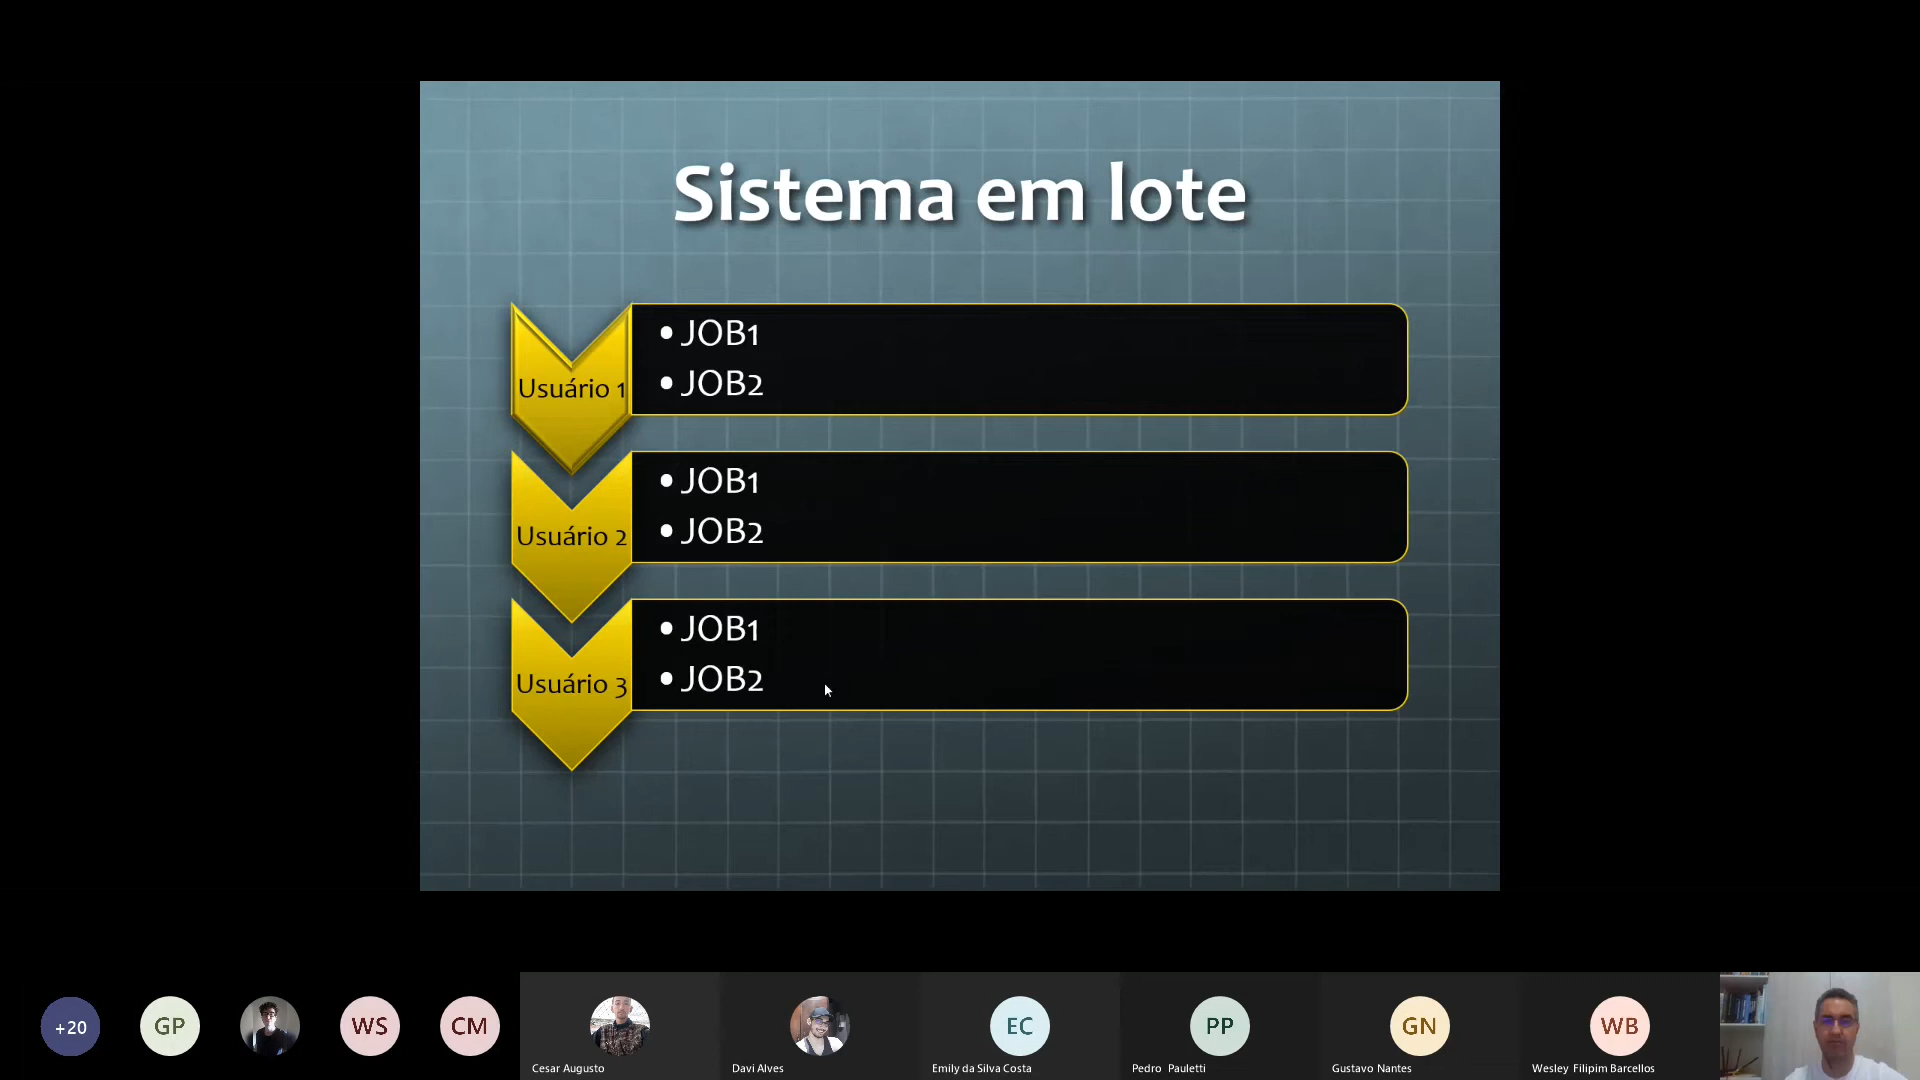 Sistema em lote
Usuário 1
• JOB1
• JOB2
Usuário 2
• JOB1
• JOB2
Usuário 3
• JOB1
• JOB2
+20
GP
WS
CM
EC
PP
GN
WB
Cesar Augusto
Davi Alves
Emily da Silva Costa
Pedro Pauletti
Gustavo Nantes
Wesley Filipim Barcellos